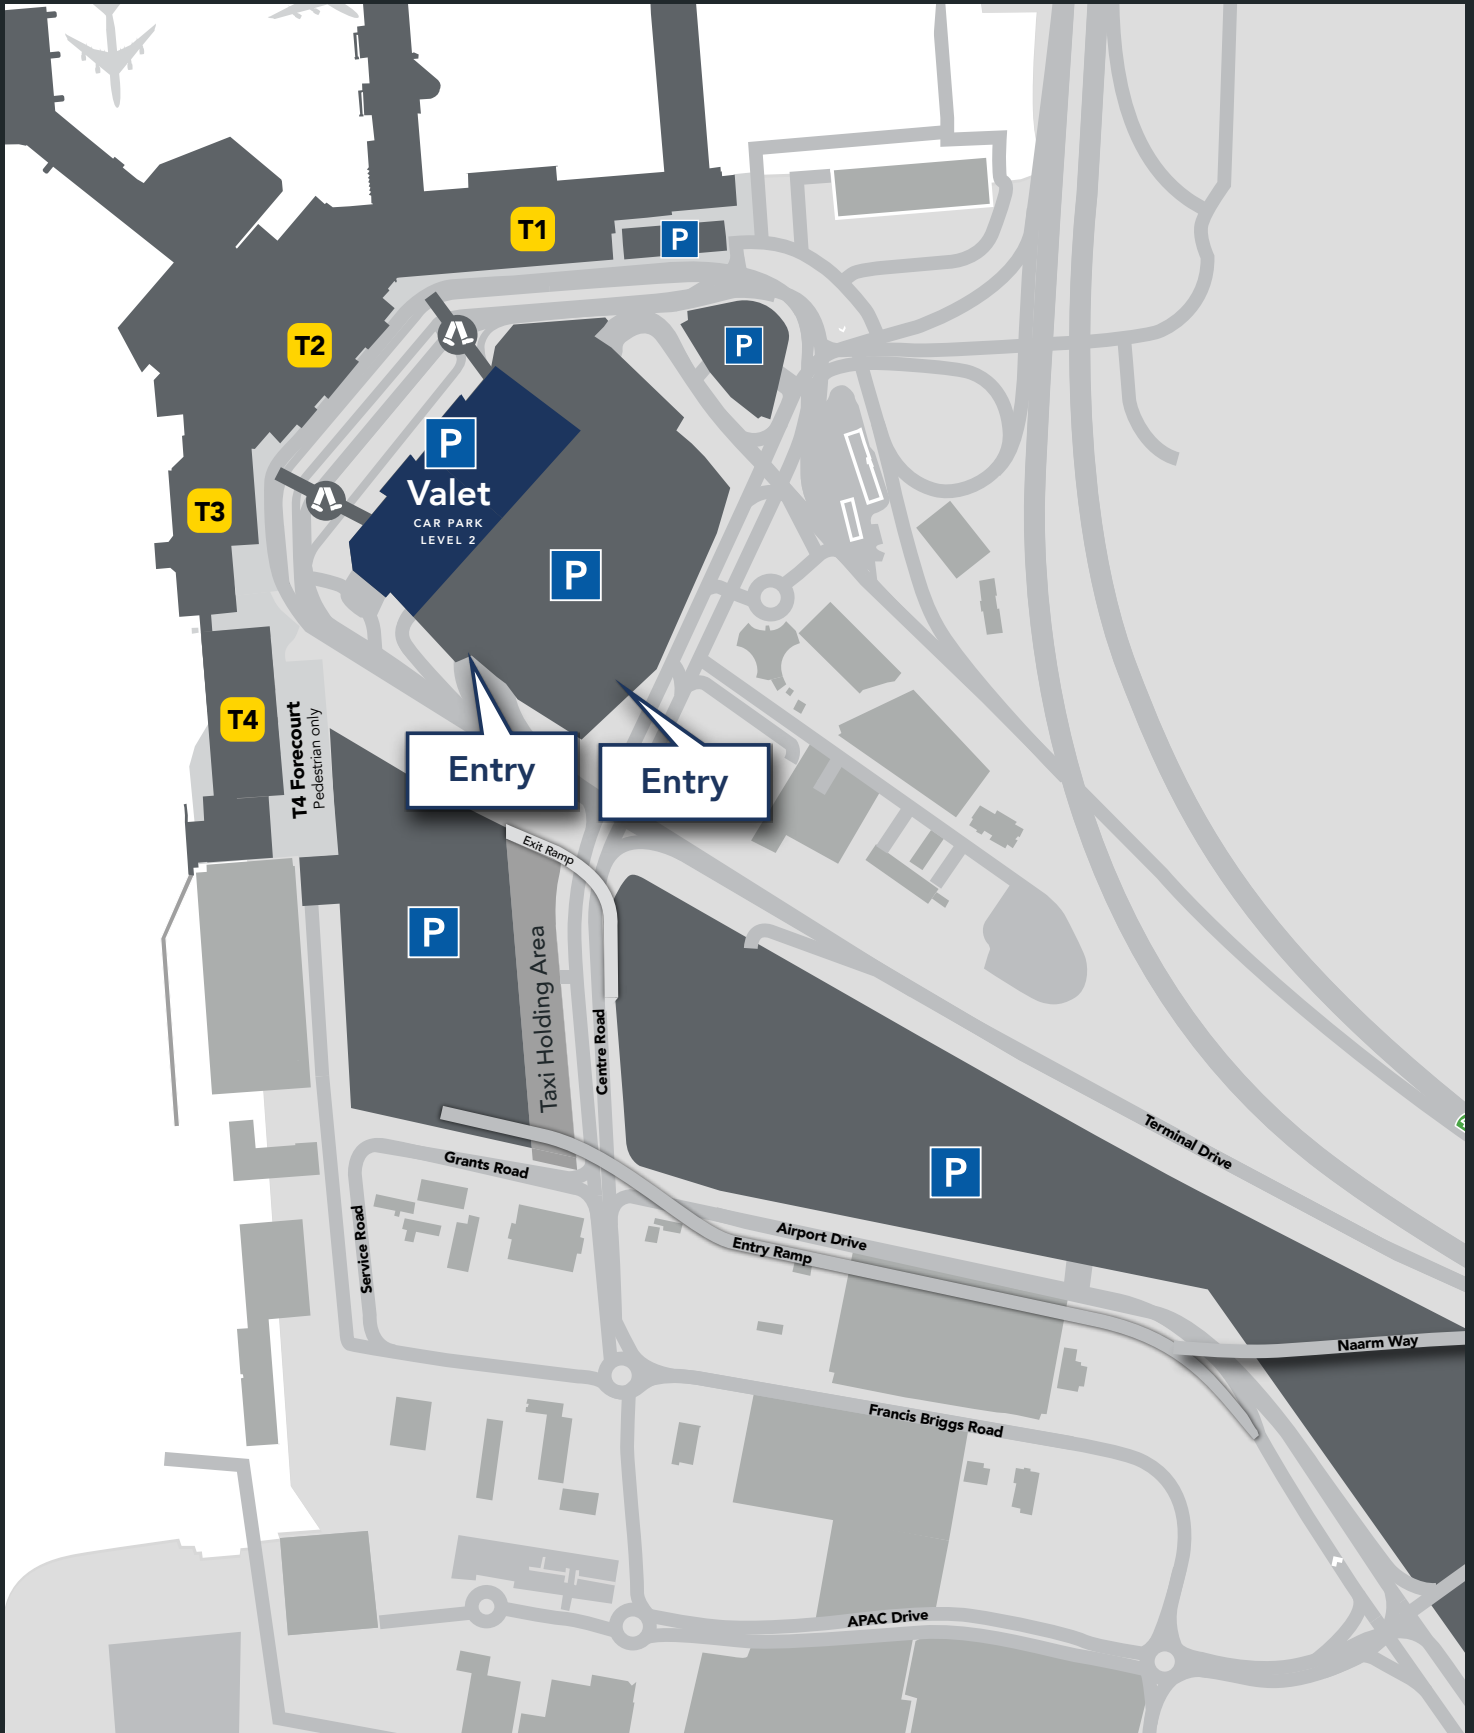 T1
P
T2
P
P
Valet
CAR PARK
LEVEL 2
T3
P
T4
T4 Forecourt
Pedestrian only
Entry
Entry
Exit Ramp
P
Taxi Holding Area
Centre Road
Terminal Drive
Grants Road
P
Service Road
Airport Drive
Entry Ramp
Naarm Way
Francis Briggs Road
APAC Drive